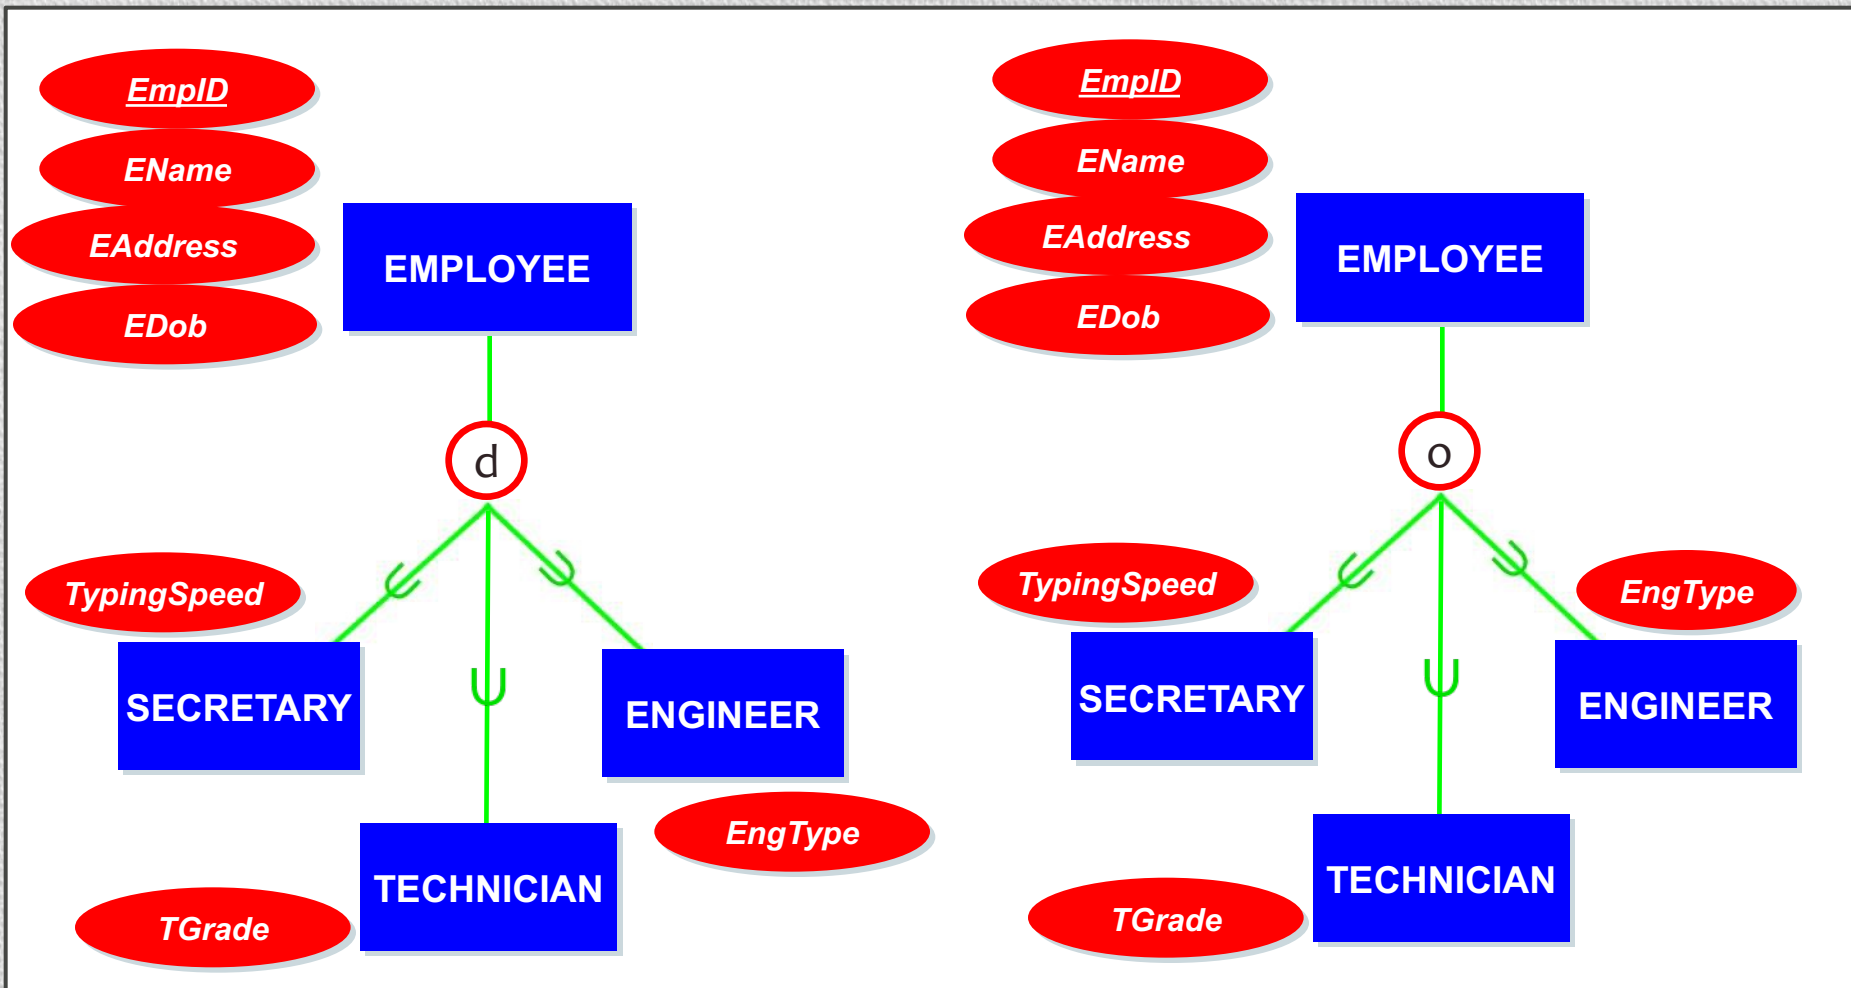 EmpID
EName
EAddress
EDob
EMPLOYEE
d
TypingSpeed
SECRETARY
ENGINEER
EngType
TECHNICIAN
TGrade
EmpID
EName
EAddress
EDob
EMPLOYEE
o
TypingSpeed
EngType
SECRETARY
ENGINEER
TECHNICIAN
TGrade